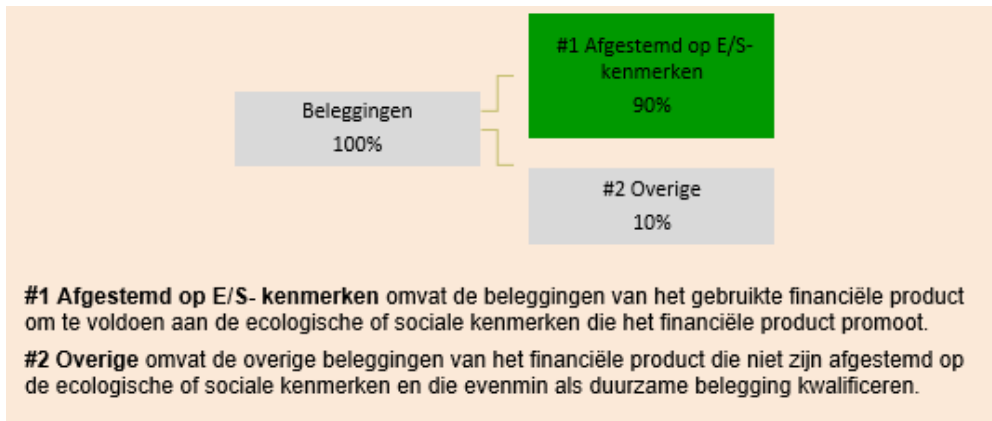 #1 Afgestemd op E/S-
kenmerken
90%
Beleggingen
100%
#2 Overige
10%
#1 Afgestemd op E/S- kenmerken omvat de beleggingen van het gebruikte financiële product
om te voldoen aan de ecologische of sociale kenmerken die het financiële product promoot.
#2 Overige omvat de overige beleggingen van het financiële product die niet zijn afgestemd op
de ecologische of sociale kenmerken en die evenmin als duurzame belegging kwalificeren.